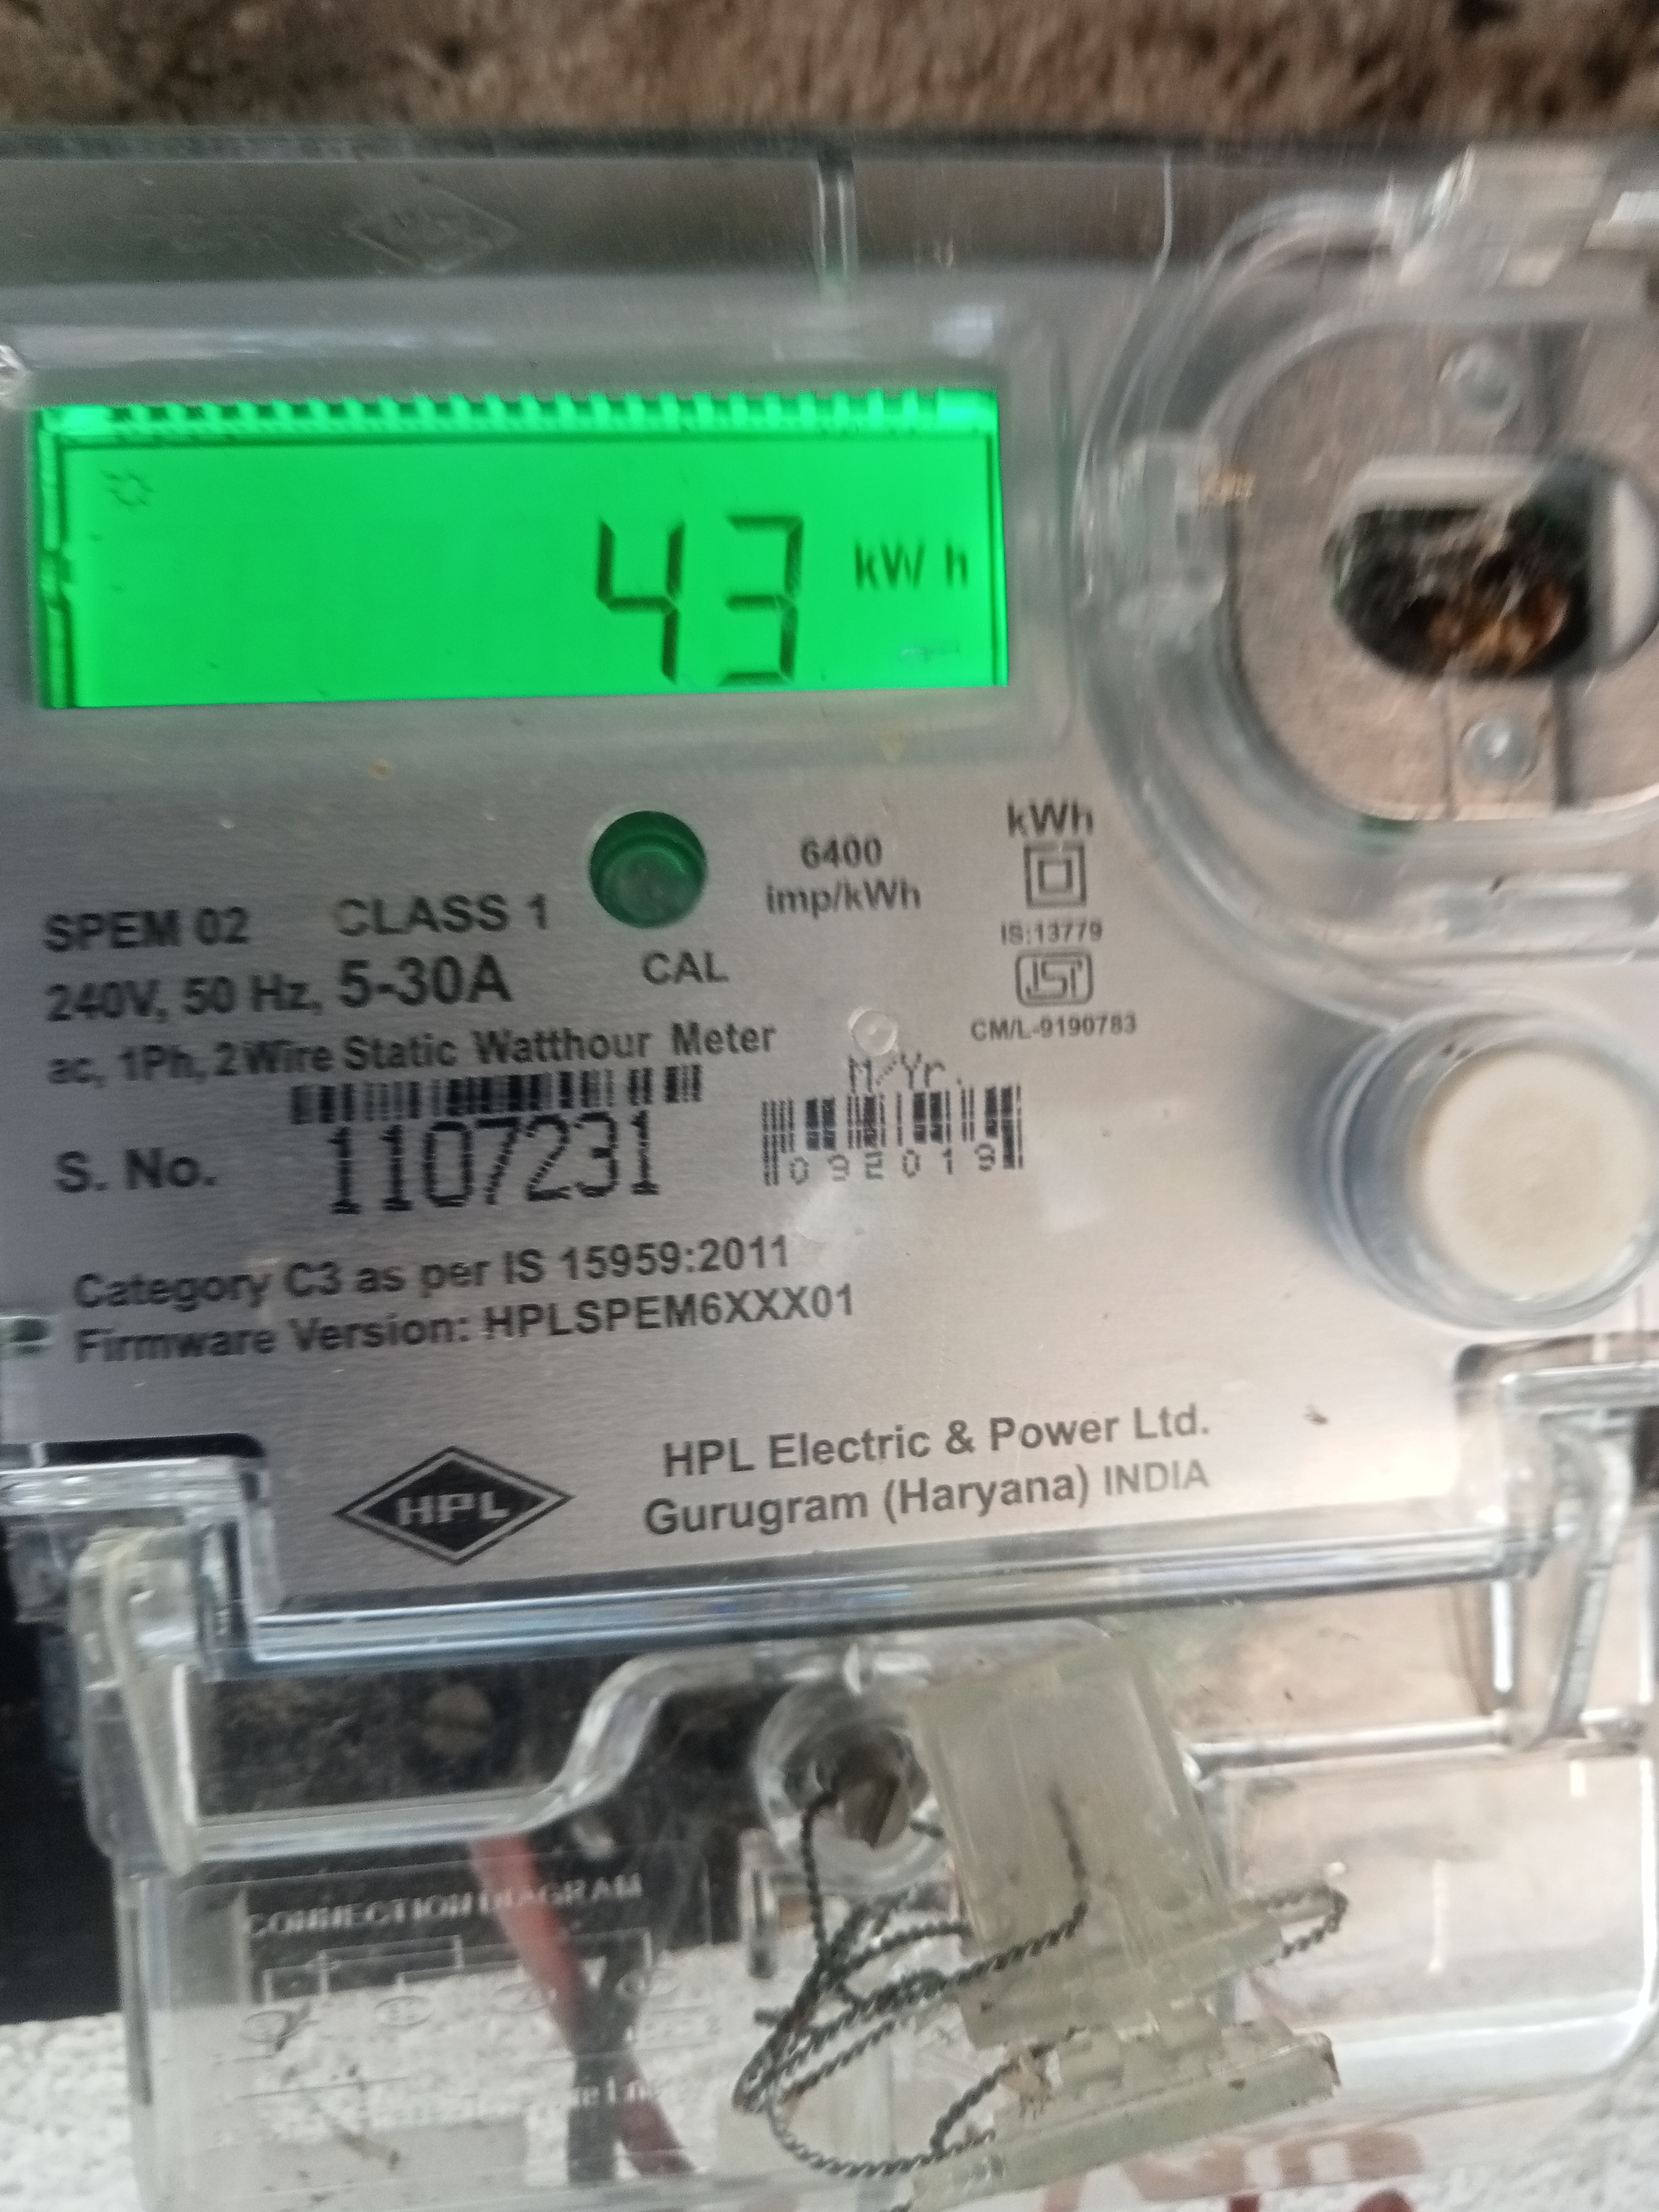 43 kW h
kWh
6400
imp/kWh
IS:13779
SPEM 02 CLASS 1
CAL
240V, 50 Hz, 5-30A
CM/L-9190783
ac, 1Ph, 2Wire Static Watthour Meter
M/Yr.
S. No. 1107231
Category C3 as per IS 15959:2011
Firmware Version: HPLSPEM6XXX01
HPL
HPL Electric & Power Ltd.
Gurugram (Haryana) INDIA
CONNECTION DIAGRAM